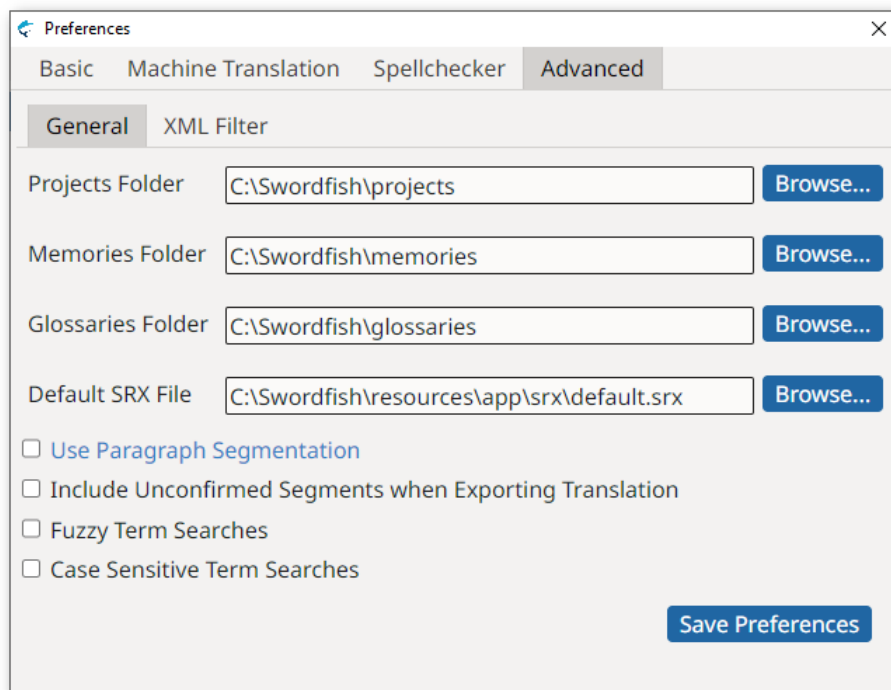 Preferences
Basic Machine Translation Spellchecker Advanced
General XML Filter
Projects Folder C:\Swordfish\projects Browse...
Memories Folder C:\Swordfish\memories Browse...
Glossaries Folder C:\Swordfish\glossaries Browse...
Default SRX File C:\Swordfish\resources\app\srx\default.srx Browse...
Use Paragraph Segmentation
Include Unconfirmed Segments when Exporting Translation
Fuzzy Term Searches
Case Sensitive Term Searches
Save Preferences